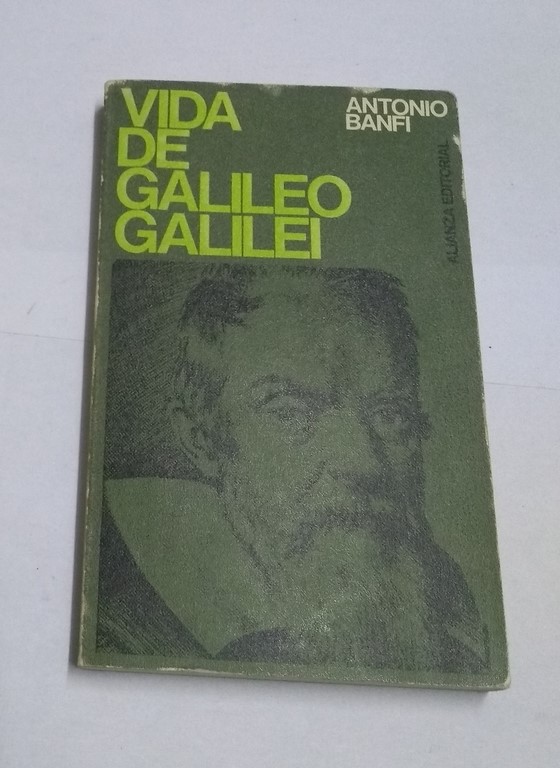 VIDA
DE
GALILEO
GALILEI
ANTONIO
BANFI
ALIANZA EDITORIAL